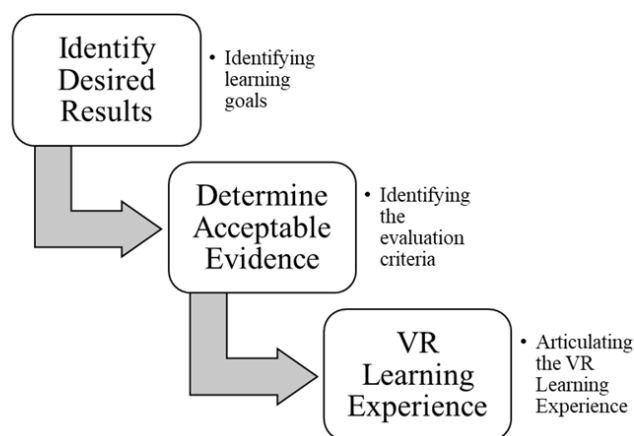 Identify
Desired
Results
• Identifying
learning
goals
Determine
Acceptable
Evidence
• Identifying
the
evaluation
criteria
VR
Learning
Experience
• Articulating
the VR
Learning
Experience